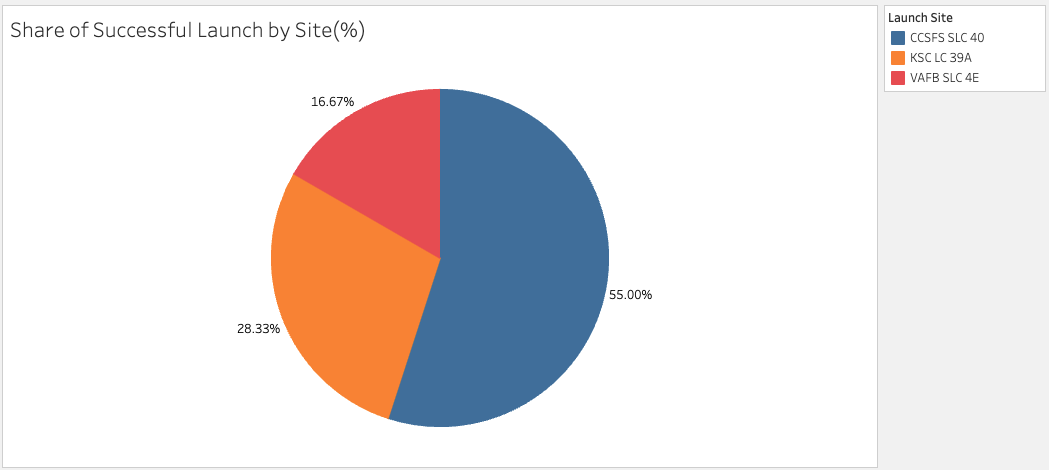 Share of Successful Launch by Site(%)
Launch Site
CCSFS SLC 40
KSC LC 39A
VAFB SLC 4E
16.67%
55.00%
28.33%